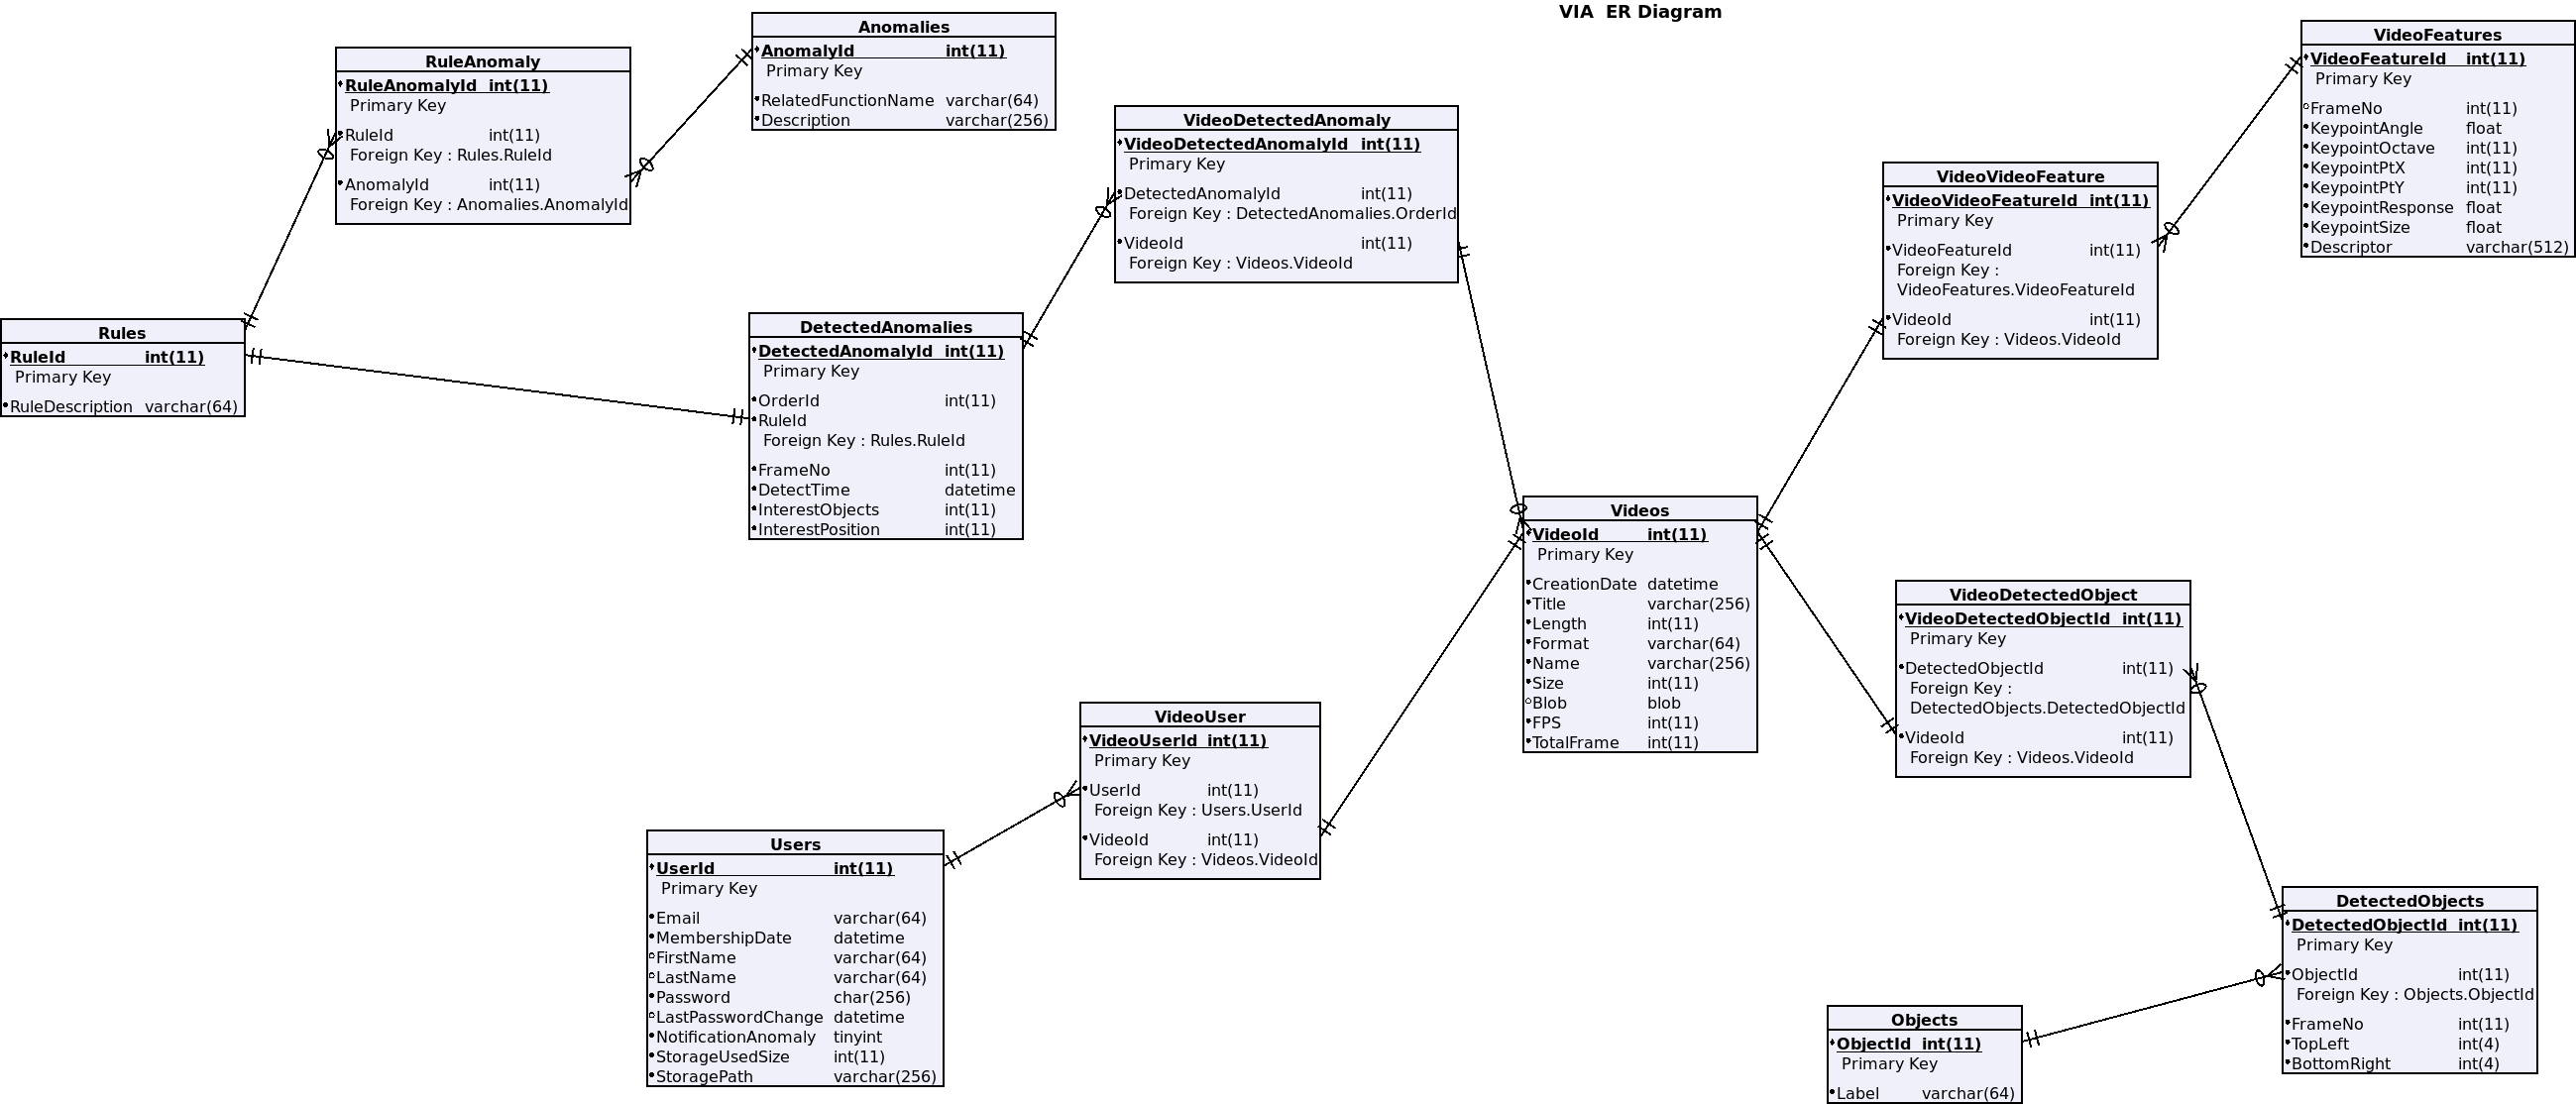 VIA ER Diagram
RuleAnomaly
RuleAnomalyId int(11)
Primary Key
RuleId int(11)
Foreign Key : Rules.RuleId
AnomalyId int(11)
Foreign Key : Anomalies.AnomalyId
Anomalies
AnomalyId int(11)
Primary Key
RelatedFunctionName varchar(64)
Description varchar(256)
VideoDetectedAnomaly
VideoDetectedAnomalyId int(11)
Primary Key
DetectedAnomalyId int(11)
Foreign Key : DetectedAnomalies.OrderId
VideoId int(11)
Foreign Key : Videos.VideoId
VideoVideoFeature
VideoVideoFeatureId int(11)
Primary Key
VideoFeatureId int(11)
Foreign Key :
VideoFeatures.VideoFeatureId
VideoId int(11)
Foreign Key : Videos.VideoId
VideoFeatures
VideoFeatureId int(11)
Primary Key
FrameNo int(11)
KeypointAngle float
KeypointOctave int(11)
KeypointPtX int(11)
KeypointPtY int(11)
KeypointResponse float
KeypointSize float
Descriptor varchar(512)
Rules
RuleId int(11)
Primary Key
RuleDescription varchar(64)
DetectedAnomalies
DetectedAnomalyId int(11)
Primary Key
OrderId int(11)
RuleId
Foreign Key : Rules.RuleId
FrameNo int(11)
DetectTime datetime
InterestObjects int(11)
InterestPosition int(11)
Videos
VideoId int(11)
Primary Key
CreationDate datetime
Title varchar(256)
Length int(11)
Format varchar(64)
Name varchar(256)
Size int(11)
Blob blob
FPS int(11)
TotalFrame int(11)
VideoDetectedObject
VideoDetectedObjectId int(11)
Primary Key
DetectedObjectId int(11)
Foreign Key :
DetectedObjects.DetectedObjectId
VideoId int(11)
Foreign Key : Videos.VideoId
VideoUser
VideoUserId int(11)
Primary Key
UserId int(11)
Foreign Key : Users.UserId
VideoId int(11)
Foreign Key : Videos.VideoId
Users
UserId int(11)
Primary Key
Email varchar(64)
MembershipDate datetime
FirstName varchar(64)
LastName varchar(64)
Password char(256)
LastPasswordChange datetime
NotificationAnomaly tinyint
StorageUsedSize int(11)
StoragePath varchar(256)
DetectedObjects
DetectedObjectId int(11)
Primary Key
ObjectId int(11)
Foreign Key : Objects.ObjectId
FrameNo int(11)
TopLeft int(4)
BottomRight int(4)
Objects
ObjectId int(11)
Primary Key
Label varchar(64)